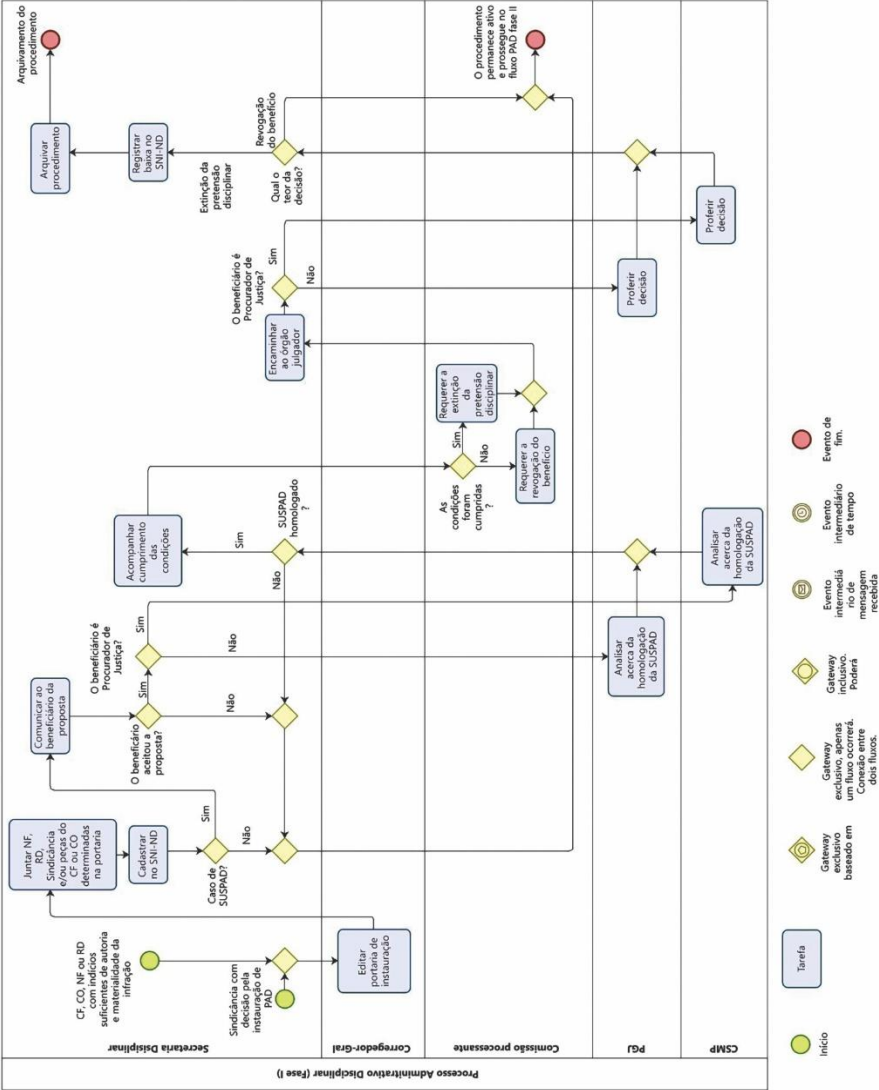 Processo Admintrativo Disciplinar (Fase I)
Secretaria Dsisiplinar
Corregedor-Gral
Comissão processante
PGJ
CSMP
CF, CO, NF ou RD
com indícios
suficientes de autoria
e materialidade da
infração
Sindicância com
decisão pela
instauração de
PAD
Editar
portaria de
instauração
Juntar NF,
RD,
Sindicância
e/ou peças do
CF ou CO
determinadas
na portaria
Cadastrar
no SNI-ND
Caso de
SUSPAD?
Sim
Não
Comunicar ao
beneficiário da
proposta
O beneficário
aceitou a
proposta?
Sim
Não
O beneficiário é
Procurador de
Justiça?
Sim
Não
Analisar
acerca da
homologação
da SUSPAD
Analisar
acerca da
homologação
da SUSPAD
SUSPAD
homologado
?
Sim
Não
Acompanhar
cumprimento
das
condições
As
condições
foram
cumpridas
?
Sim
Não
Requerer a
extinção
da
pretensão
disciplinar
Requerer a
revogação do
benefício
Encaminhar
ao órgão
julgador
O beneficiário é
Procurador de
Justiça?
Sim
Não
Proferir
decisão
Proferir
decisão
Qual o
teor da
decisão?
Extinção da
pretensão
disciplinar
Revogação
do benefício
Registrar
baixa no
SNI-ND
Arquivar
procedimento
Arquivamento do
procedimento
O procedimento
permanece ativo
e prossegue no
fluxo PAD fase II
Início
Tarefa
Gateway
exclusivo
baseado em
Gateway
exclusivo, apenas
um fluxo ocorrerá.
Conexão entre
dois fluxos.
Gateway
inclusivo.
Poderá
Evento
intermediá
rio de
mensagem
recebida
Evento
intermediário
de tempo
Evento de
fim.